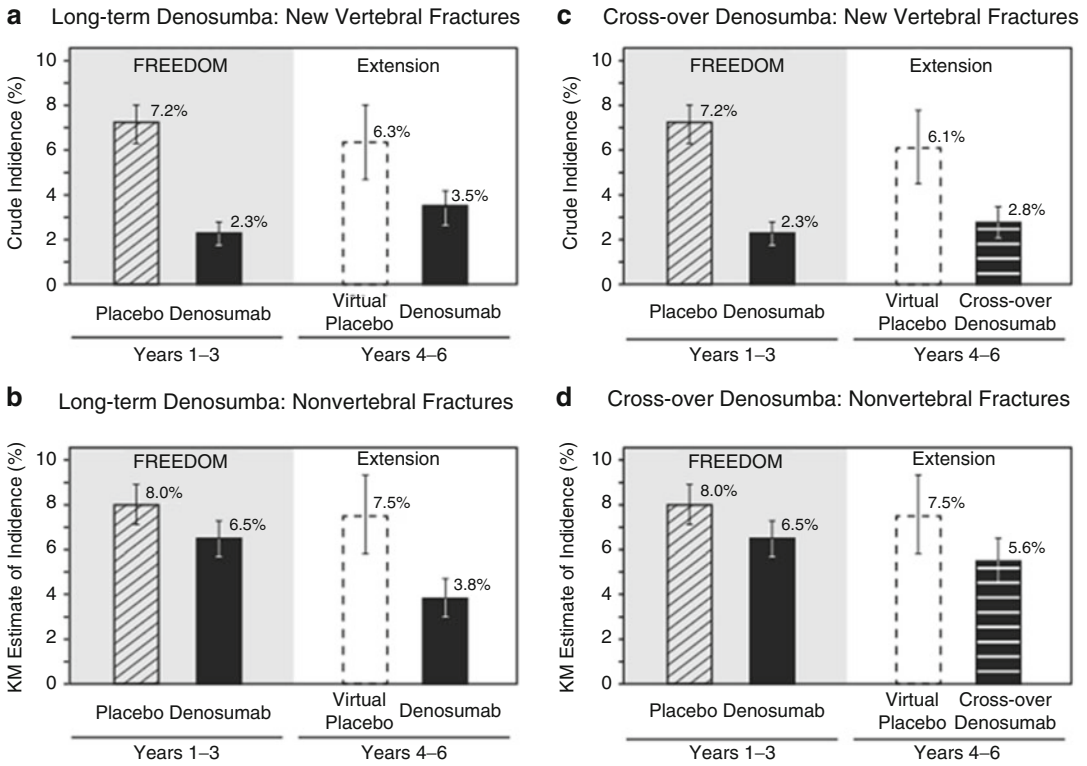 a Long-term Denosumba: New Vertebral Fractures
Crude Indidence (%)
10
8
6
4
2
0
FREEDOM
Extension
7.2%
2.3%
6.3%
3.5%
Placebo Denosumab
Virtual
Placebo
Denosumab
Years 1–3
Years 4–6
c Cross-over Denosumba: New Vertebral Fractures
Crude Indidence (%)
10
8
6
4
2
0
FREEDOM
Extension
7.2%
2.3%
6.1%
2.8%
Placebo Denosumab
Virtual
Placebo
Cross-over
Denosumab
Years 1–3
Years 4–6
b Long-term Denosumba: Nonvertebral Fractures
KM Estimate of Indidence (%)
10
8
6
4
2
0
FREEDOM
Extension
8.0%
6.5%
7.5%
3.8%
Placebo Denosumab
Virtual
Placebo
Denosumab
Years 1–3
Years 4–6
d Cross-over Denosumba: Nonvertebral Fractures
KM Estimate of Indidence (%)
10
8
6
4
2
0
FREEDOM
Extension
8.0%
6.5%
7.5%
5.6%
Placebo Denosumab
Virtual
Placebo
Cross-over
Denosumab
Years 1–3
Years 4–6